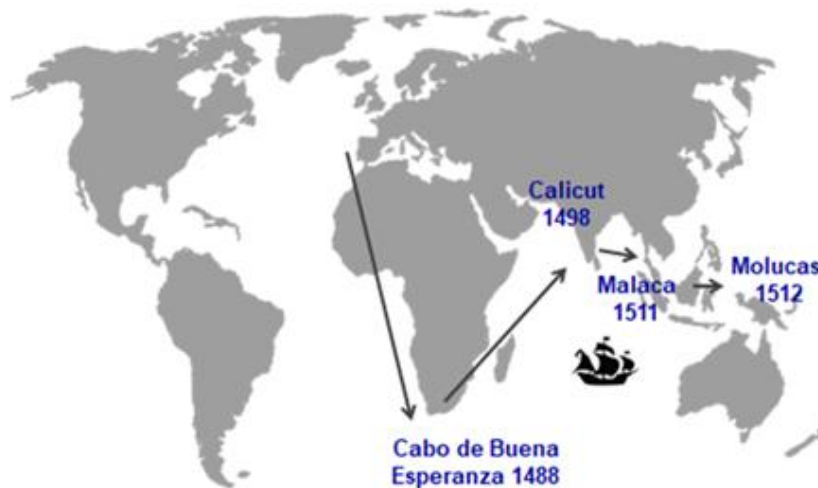 Calicut
1498
Malaca
1511
Molucas
1512
Cabo de Buena
Esperanza 1488